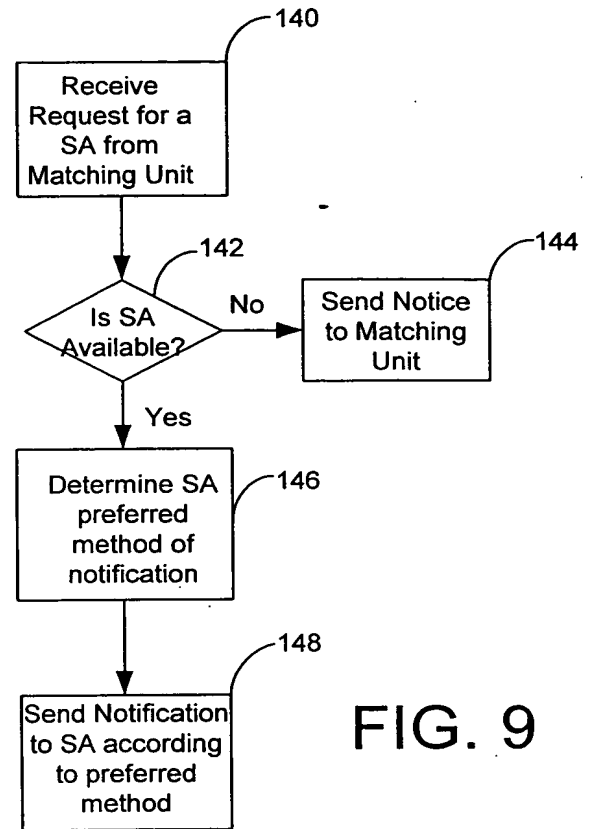 140
Receive
Request for a
SA from
Matching Unit
142
Is SA
Available?
No
144
Send Notice
to Matching
Unit
Yes
Determine SA
preferred
method of
notification
146
148
Send Notification
to SA according
to preferred
method
FIG. 9